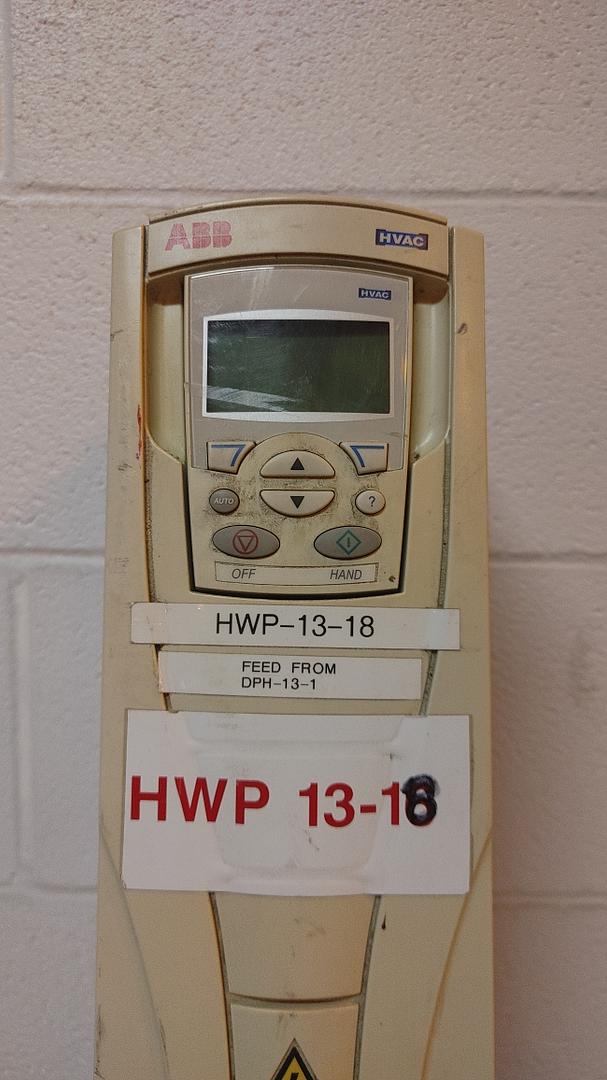 ABB
HVAC
HVAC
AUTO
?
OFF HAND
HWP-13-18
FEED FROM
DPH-13-1
HWP 13-18